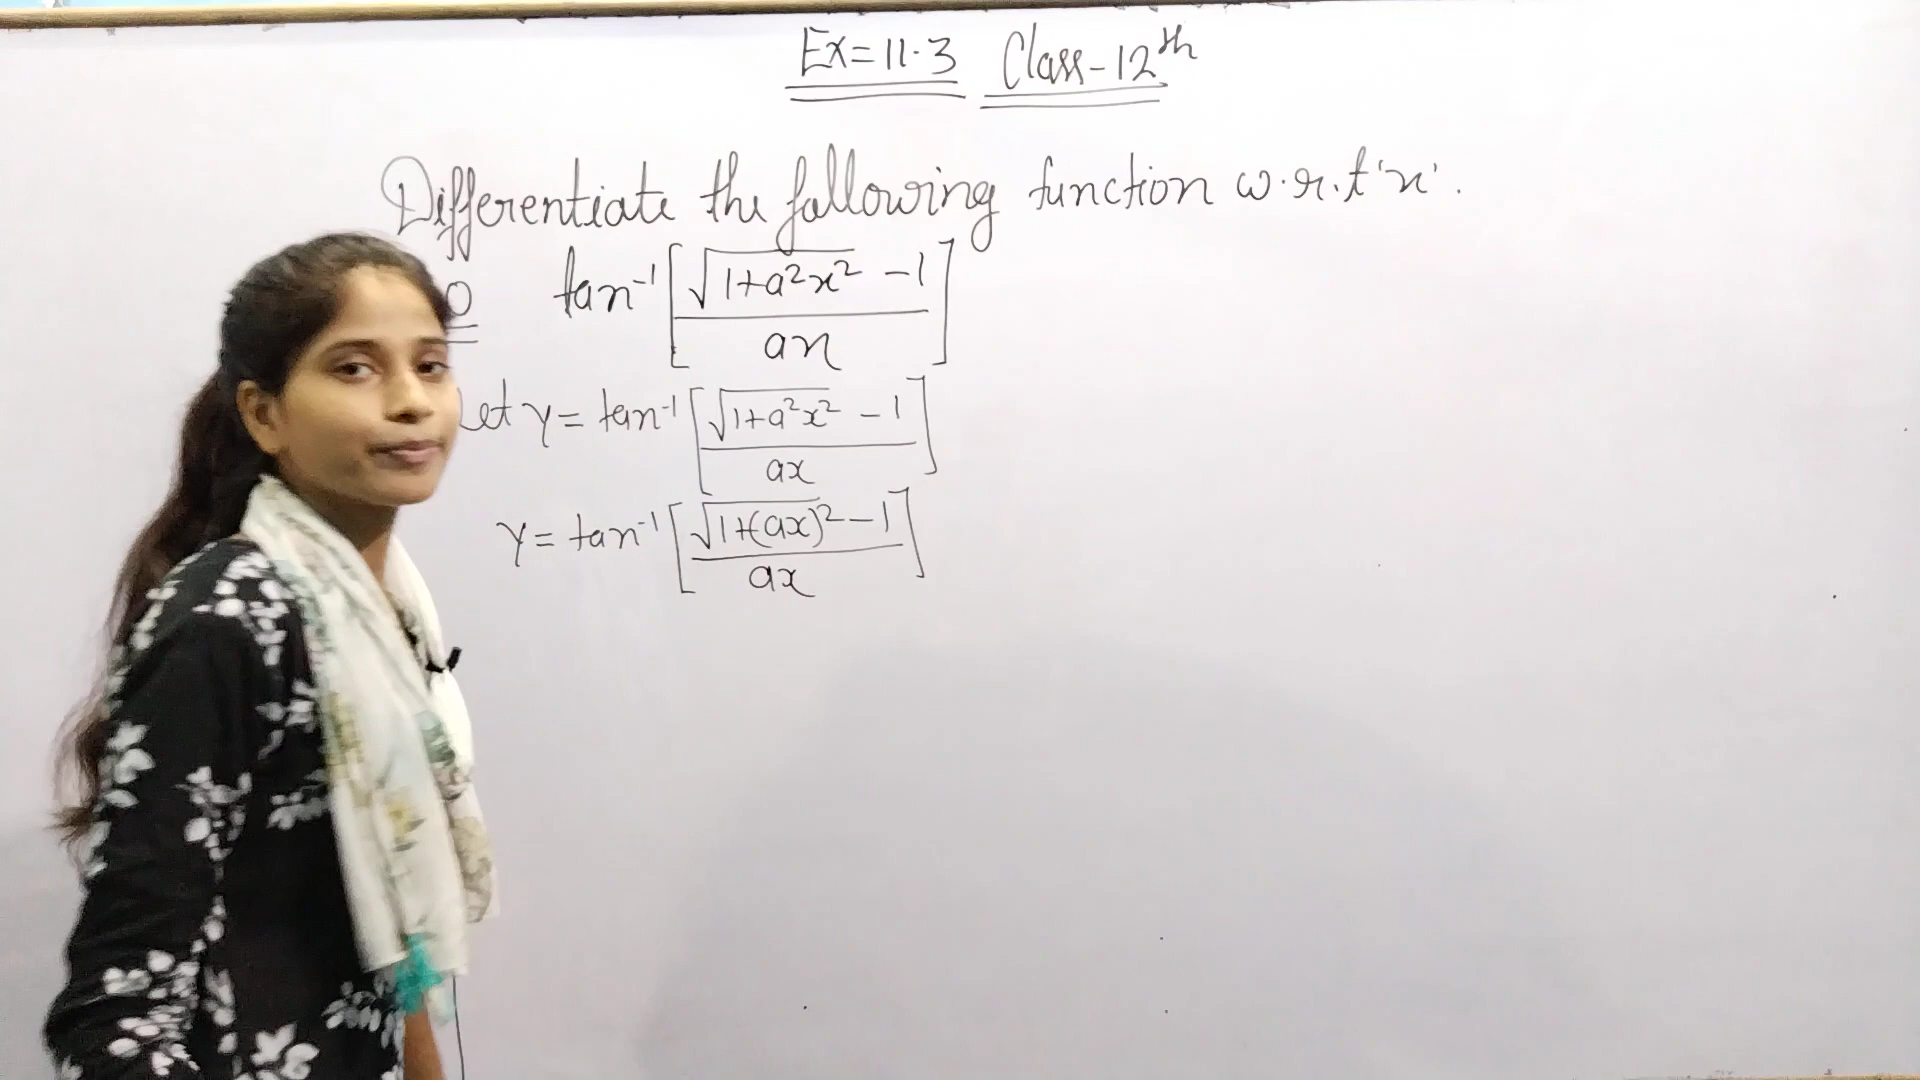 Ex=11.3 Class-12th
Differentiate the following function w.r.t 'x'.
0 tan⁻¹[(√(1+a²x²) -1)/ax]
et y = tan⁻¹[(√(1+a²x²) -1)/ax]
y = tan⁻¹[(√(1+(ax)²) -1)/ax]